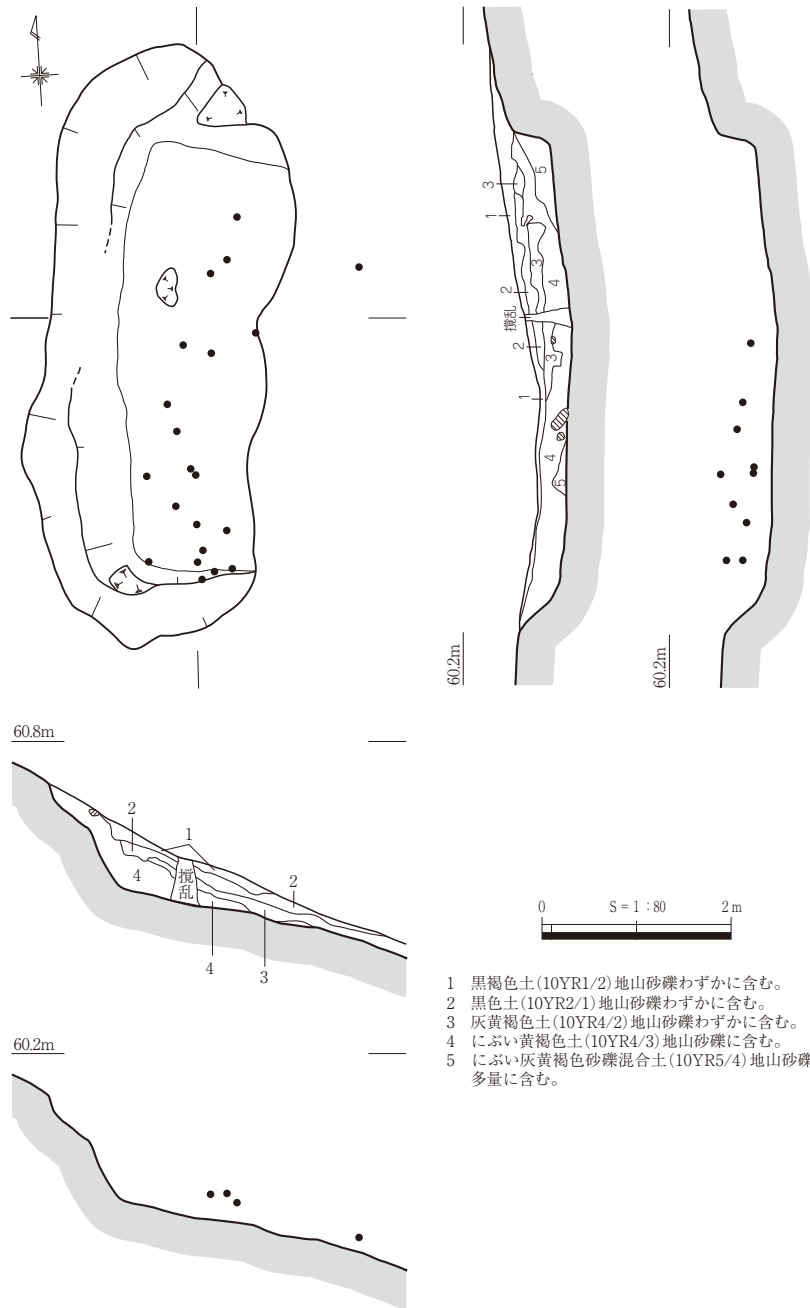 3
1
2
攪乱
2
1
5
3
4
3
4
5
60.2m
60.2m
60.8m
2
1
4
攪乱
2
4
3
60.2m
0 S = 1 : 80 2 m
1 黒褐色土(10YR1/2)地山砂礫わずかに含む。
2 黒色土(10YR2/1)地山砂礫わずかに含む。
3 灰黄褐色土(10YR4/2)地山砂礫わずかに含む。
4 にぶい黄褐色土(10YR4/3)地山砂礫に含む。
5 にぶい灰黄褐色砂礫混合土(10YR5/4)地山砂礫
多量に含む。